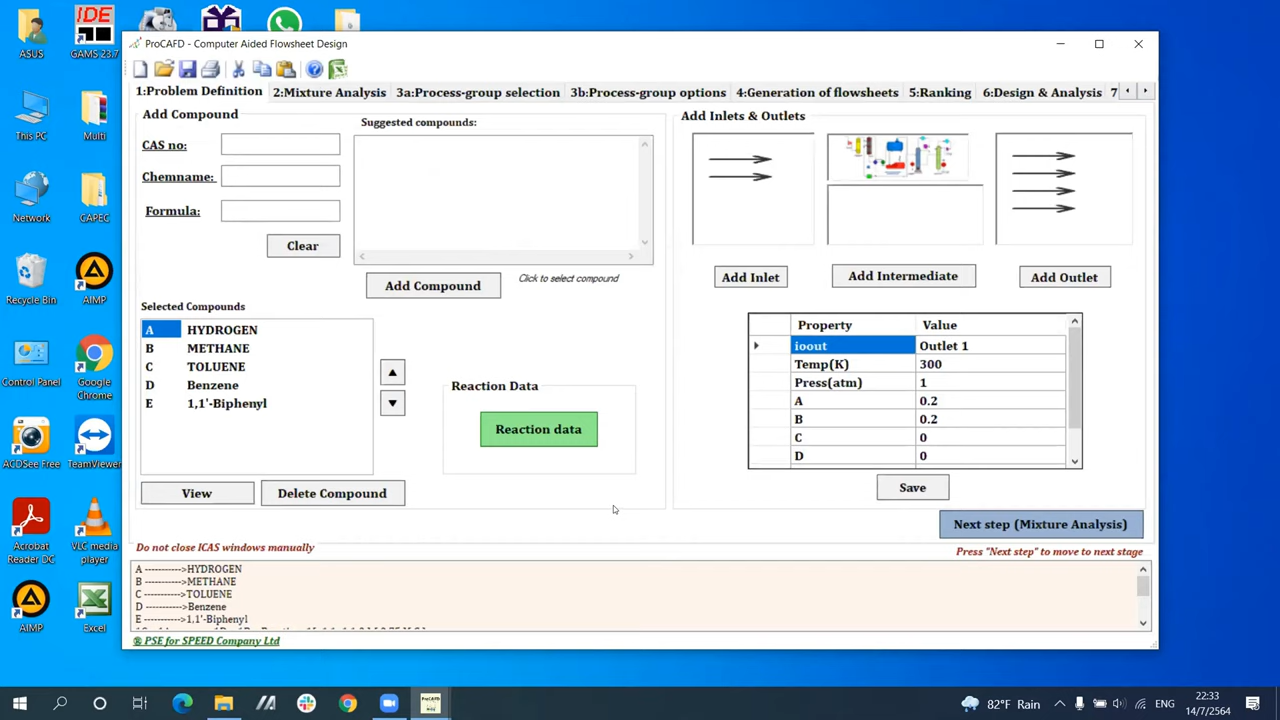 ProCAFD - Computer Aided Flowsheet Design
1:Problem Definition
2:Mixture Analysis
3a:Process-group selection
3b:Process-group options
4:Generation of flowsheets
5:Ranking
6:Design & Analysis
7
Add Compound
CAS no:
Chemname:
Formula:
Clear
Suggested compounds:
Click to select compound
Add Compound
Selected Compounds
A HYDROGEN
B METHANE
C TOLUENE
D Benzene
E 1,1'-Biphenyl
View
Delete Compound
Reaction Data
Reaction data
Add Inlets & Outlets
Add Inlet
Add Intermediate
Add Outlet
Property Value
ioout Outlet 1
Temp(K) 300
Press(atm) 1
A 0.2
B 0.2
C 0
D 0
Save
Next step (Mixture Analysis)
Do not close ICAS windows manually
Press "Next step" to move to next stage
A ----------->HYDROGEN
B ----------->METHANE
C ----------->TOLUENE
D ----------->Benzene
E ----------->1,1'-Biphenyl
® PSE for SPEED Company Ltd
ASUS
IDE
GAMS 23.7
This PC
Multi
Network
CAPEC
Recycle Bin
AIMP
Control Panel
Google Chrome
ACDSee Free
TeamViewer
Acrobat Reader DC
VLC media player
AIMP
Excel
82°F Rain
ENG
22:33
14/7/2564